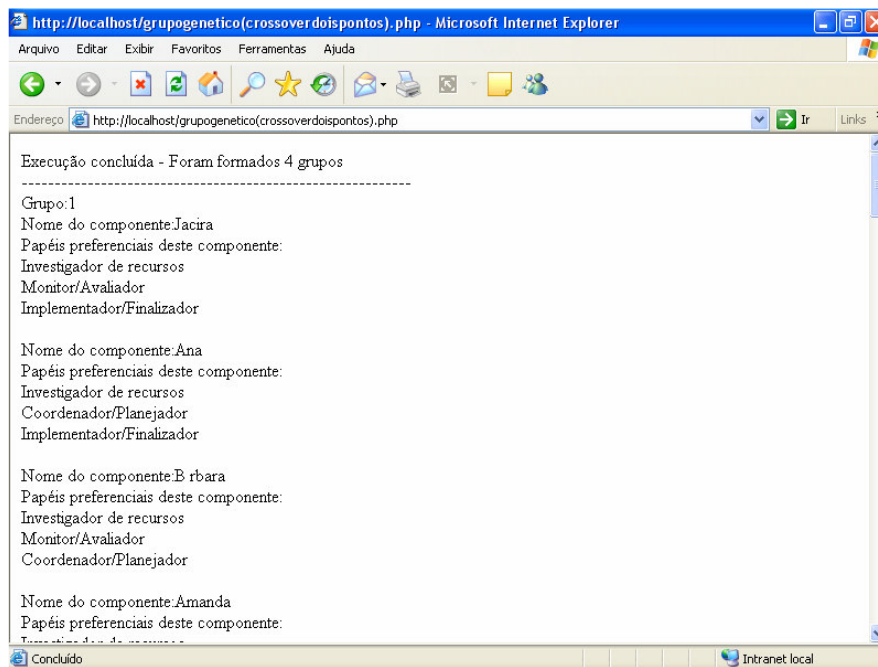 http://localhost/grupogenetico(crossoverdoispontos).php - Microsoft Internet Explorer
Arquivo Editar Exibir Favoritos Ferramentas Ajuda
Endereço http://localhost/grupogenetico(crossoverdoispontos).php Ir Links
Execução concluída - Foram formados 4 grupos
------------------------------------------------------------
Grupo:1
Nome do componente:Jacira
Papéis preferenciais deste componente:
Investigador de recursos
Monitor/Avaliador
Implementador/Finalizador
Nome do componente:Ana
Papéis preferenciais deste componente:
Investigador de recursos
Coordenador/Planejador
Implementador/Finalizador
Nome do componente:B rbara
Papéis preferenciais deste componente:
Investigador de recursos
Monitor/Avaliador
Coordenador/Planejador
Nome do componente:Amanda
Papéis preferenciais deste componente:
Concluído Intranet local